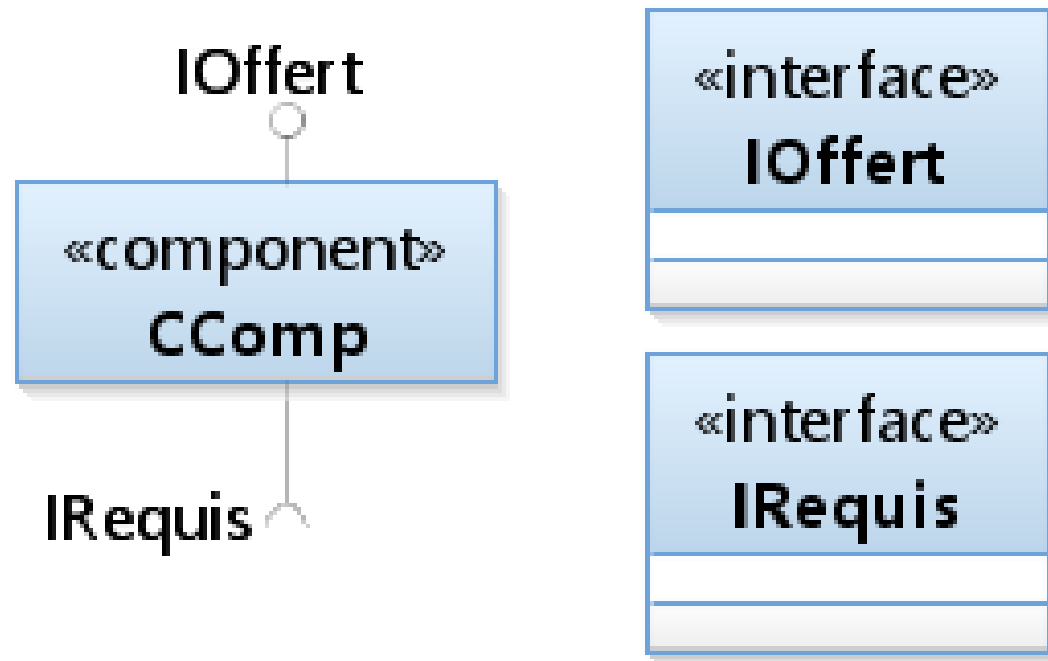 IOffert
«component»
CComp
IRequis
«interface»
IOffert
«interface»
IRequis